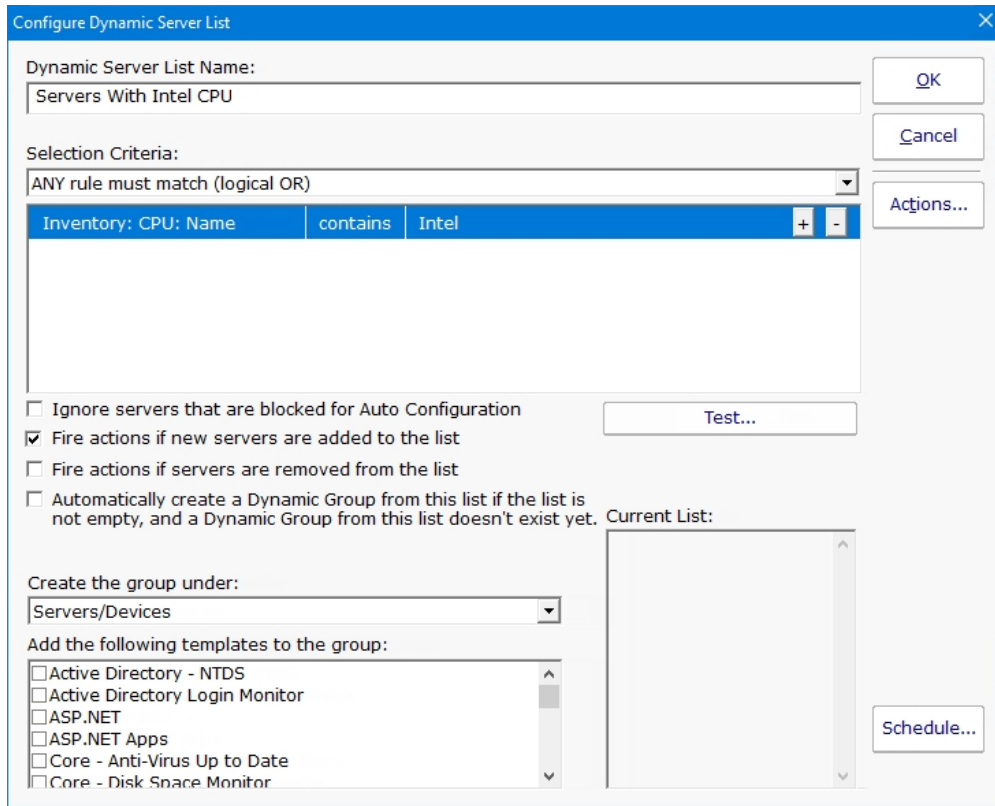 Configure Dynamic Server List
Dynamic Server List Name:
Servers With Intel CPU
OK
Cancel
Selection Criteria:
ANY rule must match (logical OR)
Actions...
Inventory: CPU: Name contains Intel + -
Ignore servers that are blocked for Auto Configuration
Test...
Fire actions if new servers are added to the list
Fire actions if servers are removed from the list
Automatically create a Dynamic Group from this list if the list is
not empty, and a Dynamic Group from this list doesn't exist yet.
Current List:
Create the group under:
Servers/Devices
Add the following templates to the group:
Active Directory - NTDS
Active Directory Login Monitor
ASP.NET
ASP.NET Apps
Core - Anti-Virus Up to Date
Core - Disk Space Monitor
Schedule...